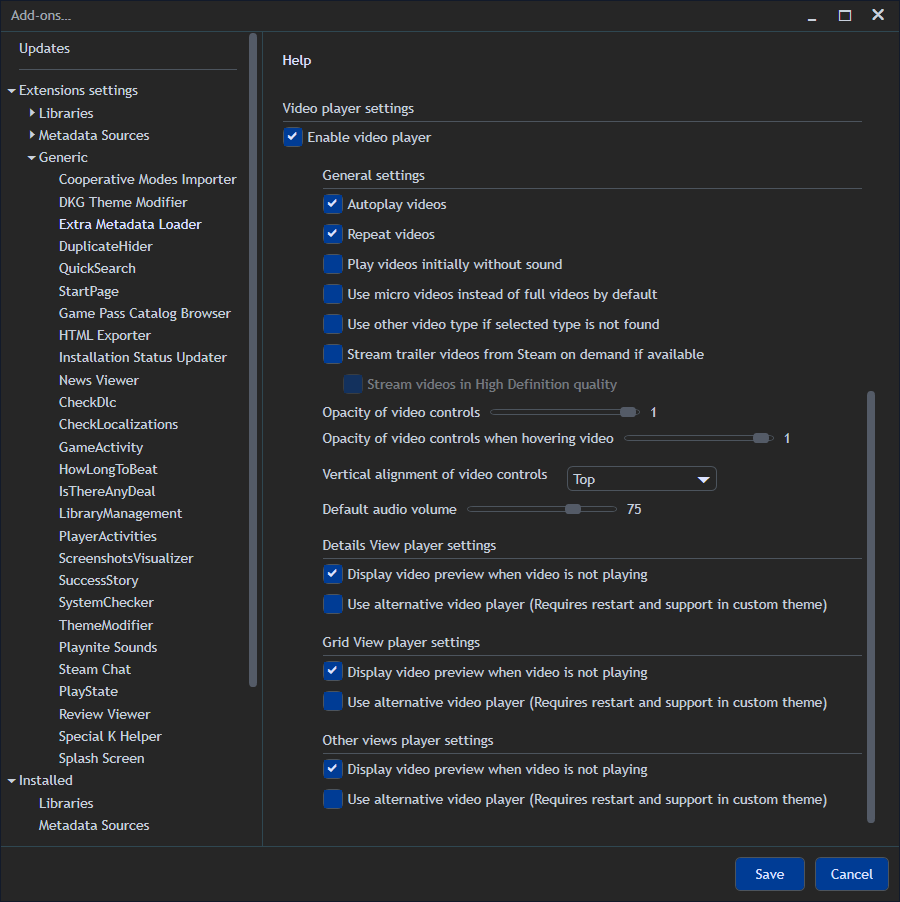 Add-ons...
Updates
Extensions settings
Libraries
Metadata Sources
Generic
Cooperative Modes Importer
DKG Theme Modifier
Extra Metadata Loader
DuplicateHider
QuickSearch
StartPage
Game Pass Catalog Browser
HTML Exporter
Installation Status Updater
News Viewer
CheckDlc
CheckLocalizations
GameActivity
HowLongToBeat
IsThereAnyDeal
LibraryManagement
PlayerActivities
ScreenshotsVisualizer
SuccessStory
SystemChecker
ThemeModifier
Playnite Sounds
Steam Chat
PlayState
Review Viewer
Special K Helper
Splash Screen
Installed
Libraries
Metadata Sources
Help
Video player settings
Enable video player
General settings
Autoplay videos
Repeat videos
Play videos initially without sound
Use micro videos instead of full videos by default
Use other video type if selected type is not found
Stream trailer videos from Steam on demand if available
Stream videos in High Definition quality
Opacity of video controls 1
Opacity of video controls when hovering video 1
Vertical alignment of video controls Top
Default audio volume 75
Details View player settings
Display video preview when video is not playing
Use alternative video player (Requires restart and support in custom theme)
Grid View player settings
Display video preview when video is not playing
Use alternative video player (Requires restart and support in custom theme)
Other views player settings
Display video preview when video is not playing
Use alternative video player (Requires restart and support in custom theme)
Save Cancel